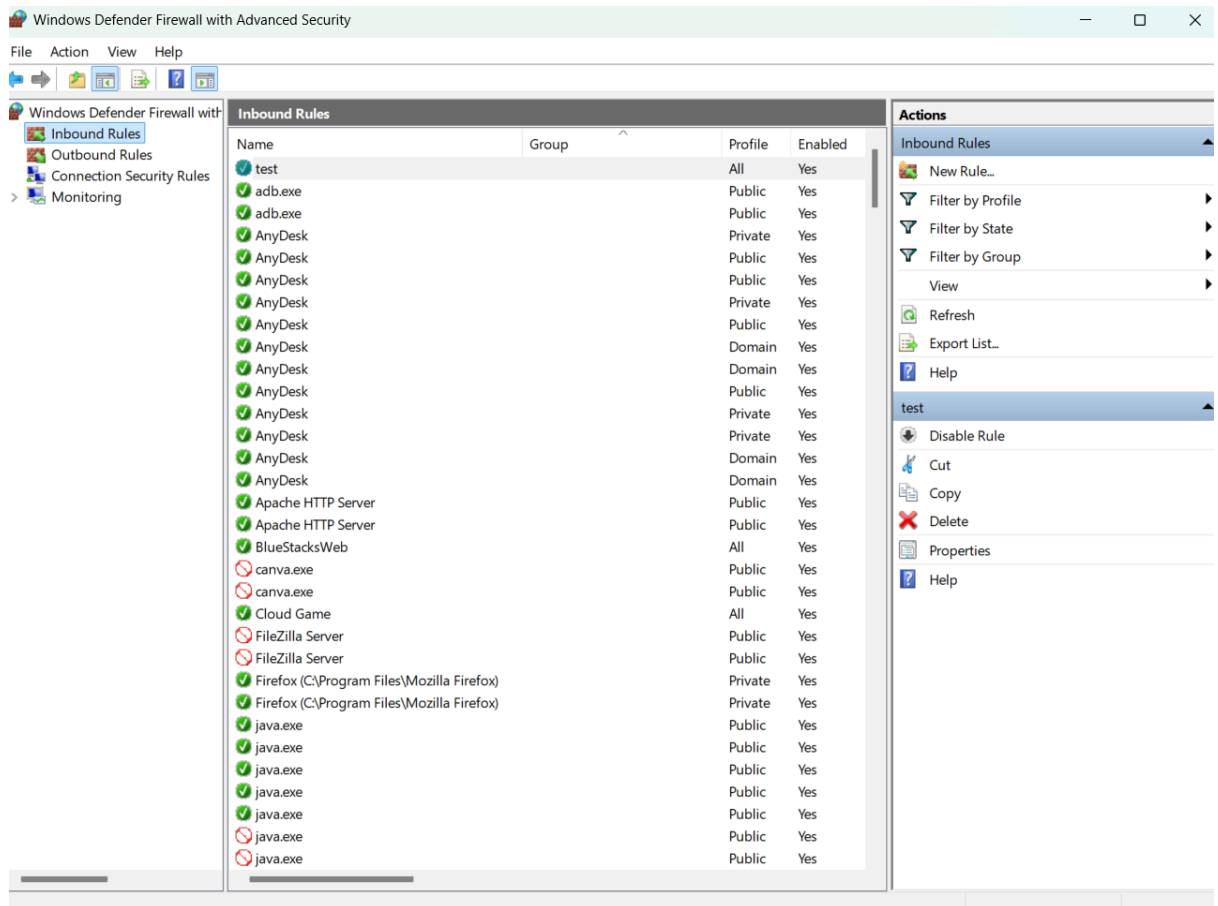 Windows Defender Firewall with Advanced Security
File Action View Help
Windows Defender Firewall with
Inbound Rules
Outbound Rules
Connection Security Rules
Monitoring
Inbound Rules
Name Group Profile Enabled
test All Yes
adb.exe Public Yes
adb.exe Public Yes
AnyDesk Private Yes
AnyDesk Public Yes
AnyDesk Public Yes
AnyDesk Private Yes
AnyDesk Public Yes
AnyDesk Domain Yes
AnyDesk Domain Yes
AnyDesk Public Yes
AnyDesk Private Yes
AnyDesk Private Yes
AnyDesk Domain Yes
AnyDesk Domain Yes
Apache HTTP Server Public Yes
Apache HTTP Server Public Yes
BlueStacksWeb All Yes
canva.exe Public Yes
canva.exe Public Yes
Cloud Game All Yes
FileZilla Server Public Yes
FileZilla Server Public Yes
Firefox (C:\Program Files\Mozilla Firefox) Private Yes
Firefox (C:\Program Files\Mozilla Firefox) Private Yes
java.exe Public Yes
java.exe Public Yes
java.exe Public Yes
java.exe Public Yes
java.exe Public Yes
java.exe Public Yes
java.exe Public Yes
Actions
Inbound Rules
New Rule...
Filter by Profile
Filter by State
Filter by Group
View
Refresh
Export List...
Help
test
Disable Rule
Cut
Copy
Delete
Properties
Help